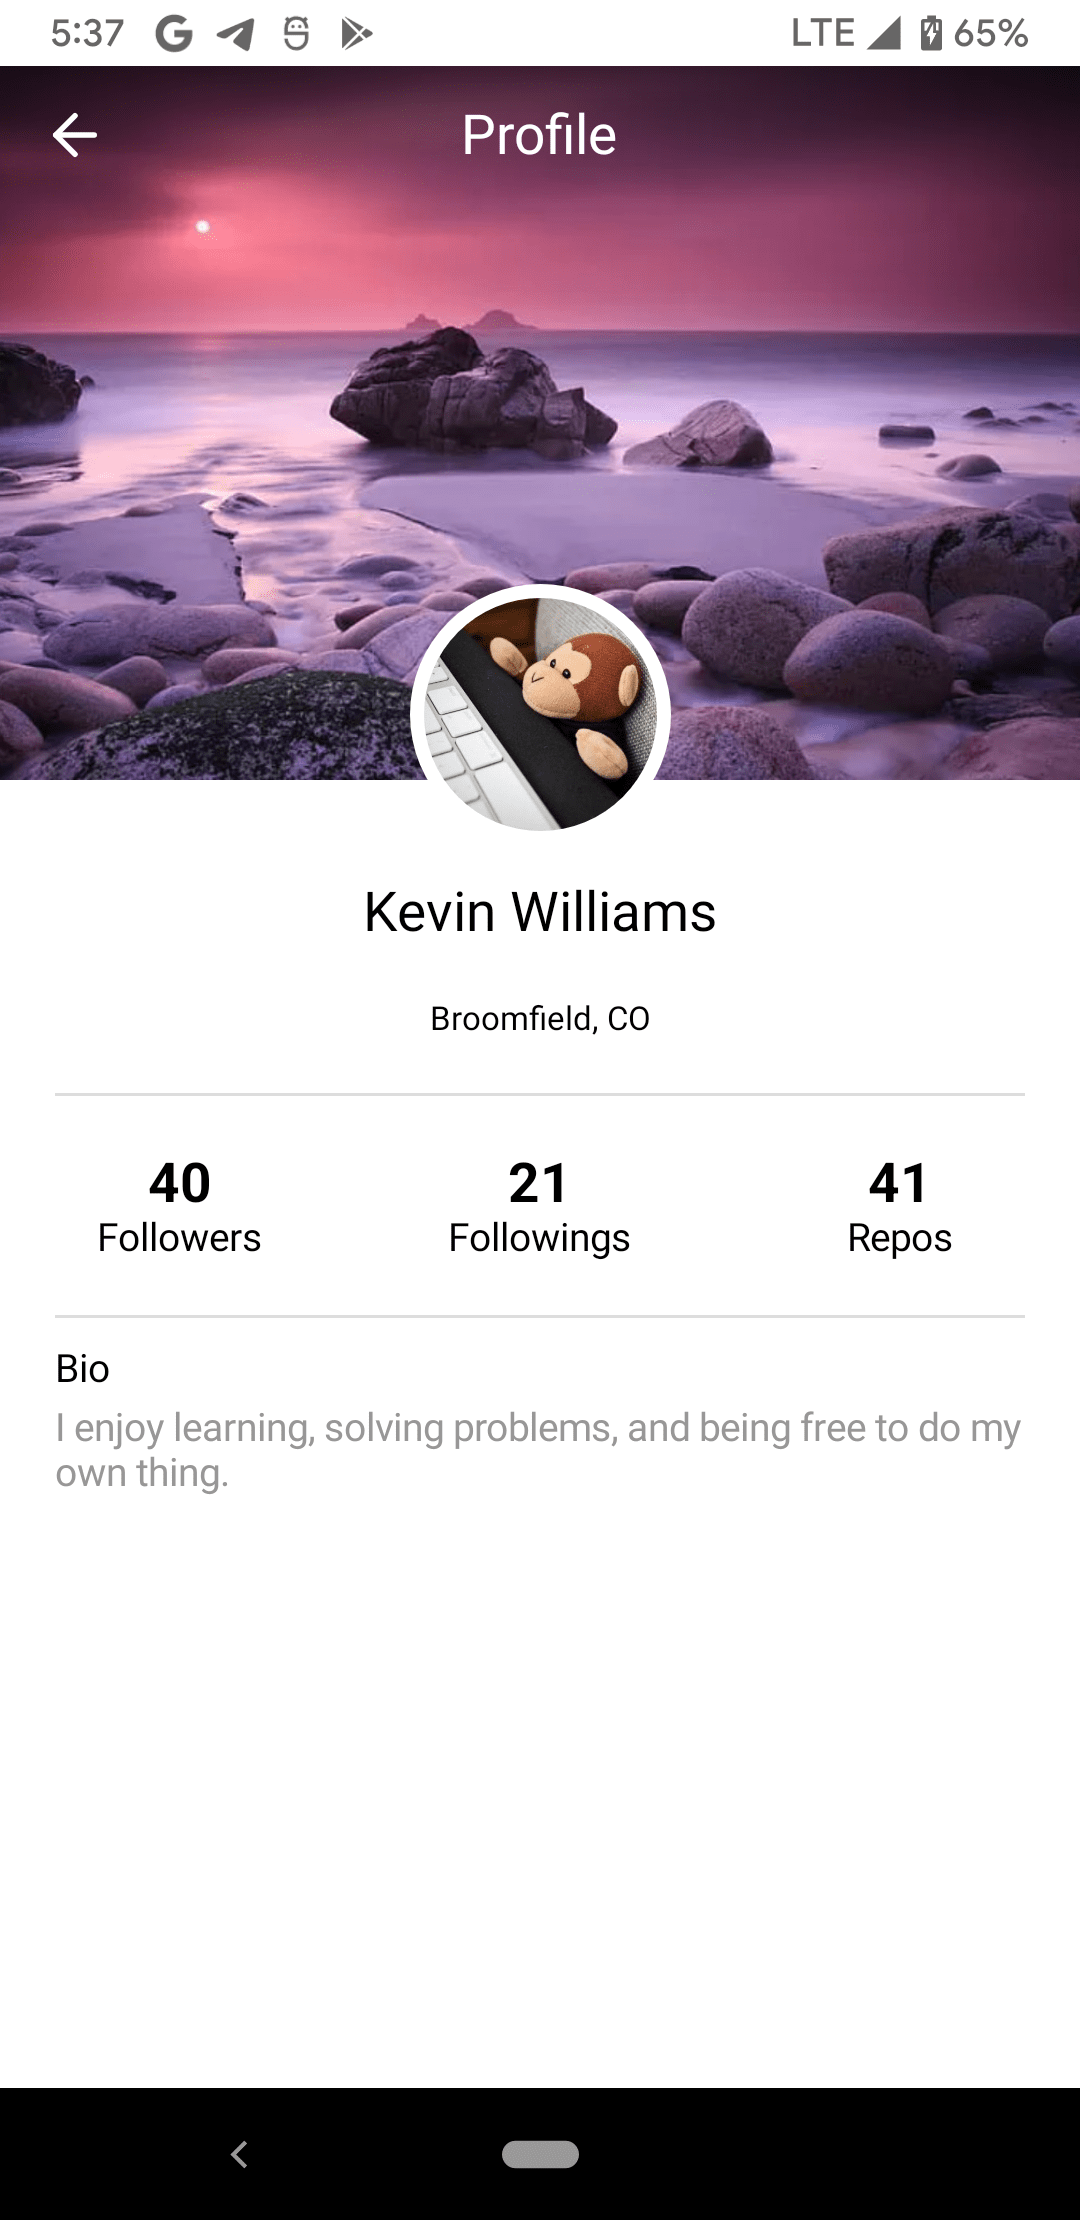 5:37 LTE 65%
Profile
Kevin Williams
Broomfield, CO
40 21 41
Followers Followings Repos
Bio
I enjoy learning, solving problems, and being free to do my
own thing.